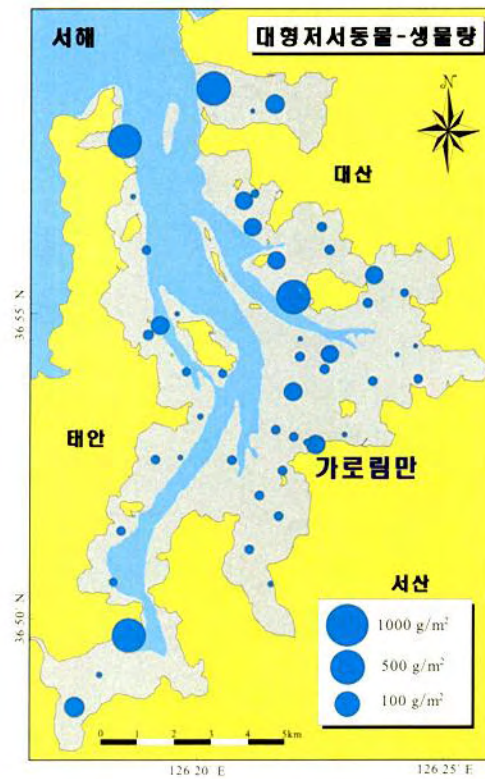 서해
대형저서동물-생물량
N
대산
36 55 N
태안
가로림만
서산
36 50 N
1000 g/m²
500 g/m²
100 g/m²
0 1 2 3 4 5km
126 20' E
126 25' E